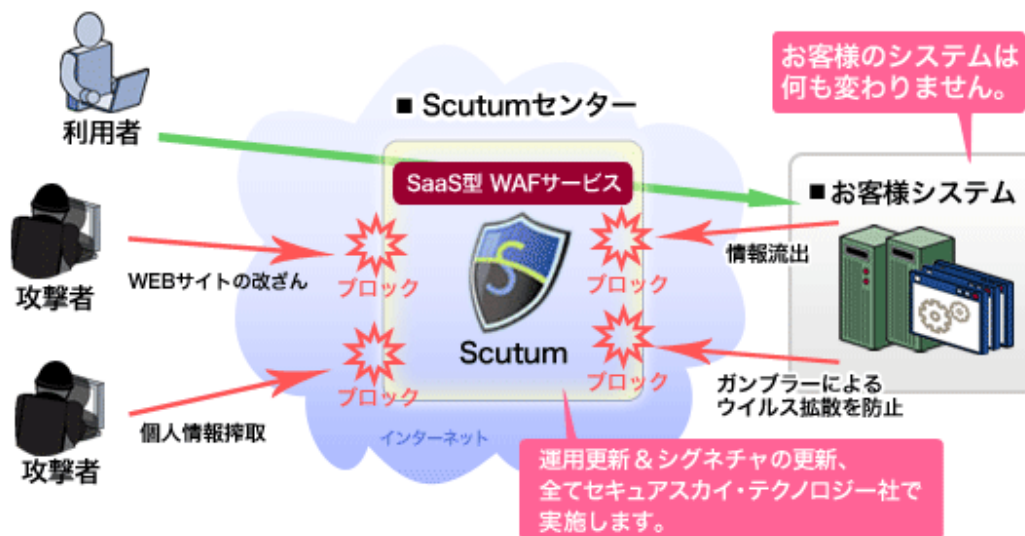 お客様のシステムは
何も変わりません。
■ Scutumセンター
利用者
SaaS型 WAFサービス
■お客様システム
WEBサイトの改ざん
ブロック
ブロック
情報流出
攻撃者
Scutum
個人情報搾取
ブロック
ブロック
ガンブラーによる
ウイルス拡散を防止
攻撃者
インターネット
運用更新＆シグネチャの更新、
全てセキュアスカイ・テクノロジー社で
実施します。